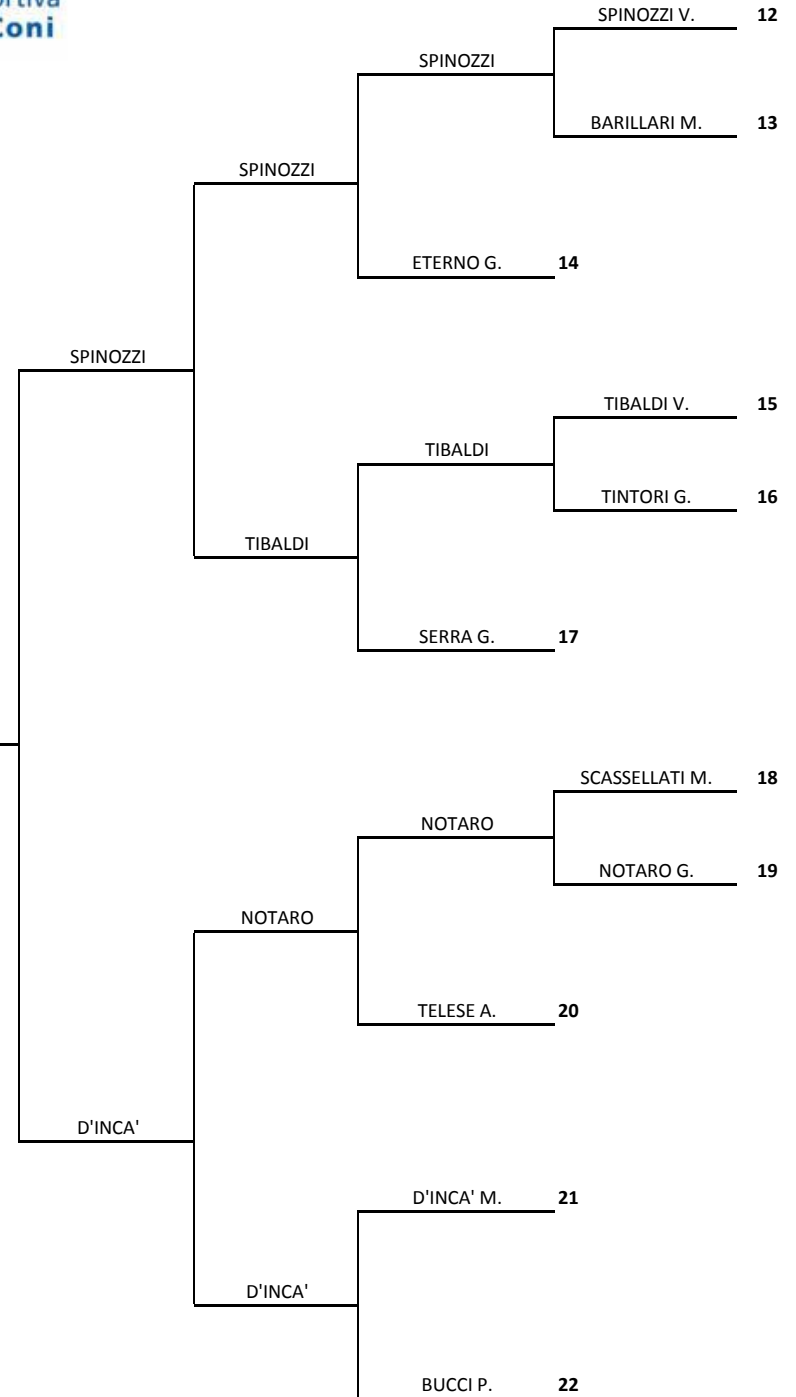 Coni
SPINOZZI V. 12
SPINOZZI
BARILLARI M. 13
SPINOZZI
ETERNO G. 14
SPINOZZI
TIBALDI V. 15
TIBALDI
TINTORI G. 16
TIBALDI
SERRA G. 17
SCASSELLATI M. 18
NOTARO
NOTARO G. 19
NOTARO
TELESE A. 20
D'INCA'
D'INCA' M. 21
D'INCA'
BUCCI P. 22